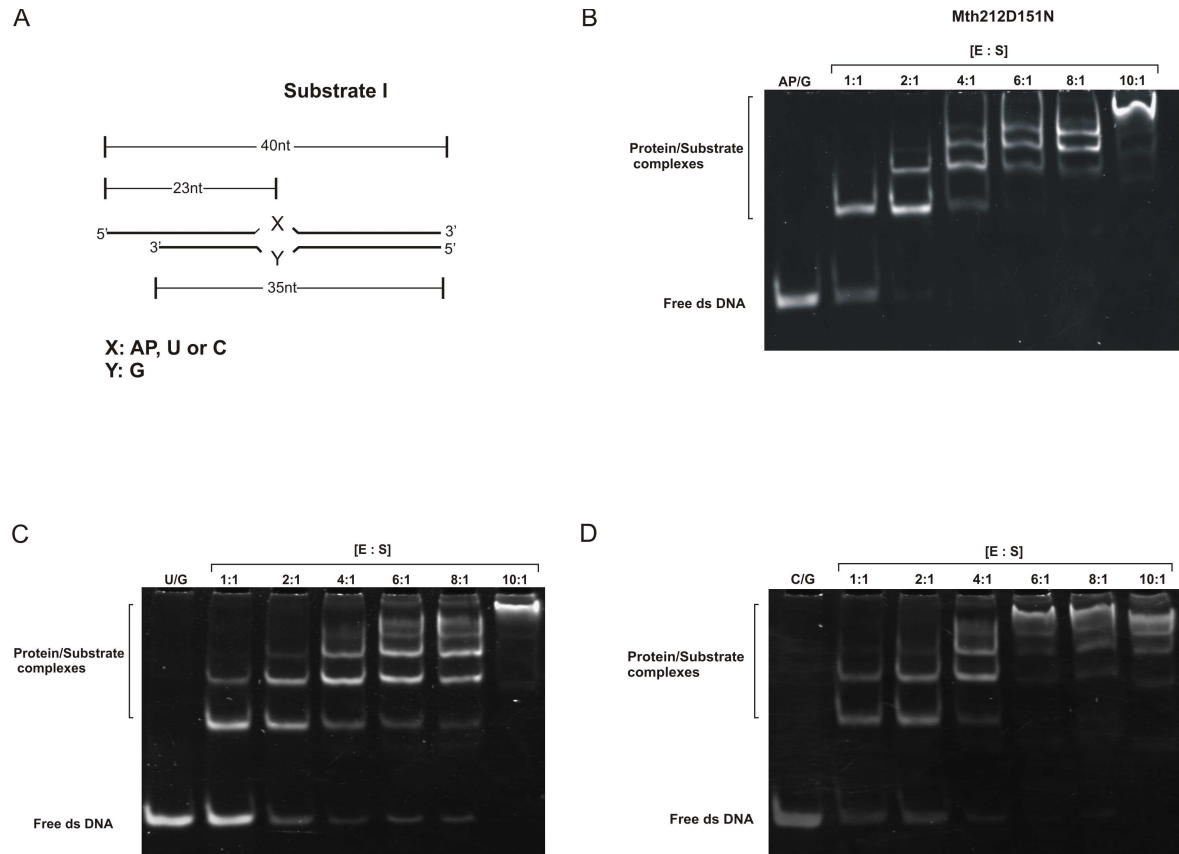 A
Substrate I
40nt
23nt
X
5' 3'
3' 5'
Y
35nt
X: AP, U or C
Y: G
B
Mth212D151N
[E : S]
AP/G 1:1 2:1 4:1 6:1 8:1 10:1
Protein/Substrate
complexes
Free ds DNA
C
[E : S]
U/G 1:1 2:1 4:1 6:1 8:1 10:1
Protein/Substrate
complexes
Free ds DNA
D
[E : S]
C/G 1:1 2:1 4:1 6:1 8:1 10:1
Protein/Substrate
complexes
Free ds DNA